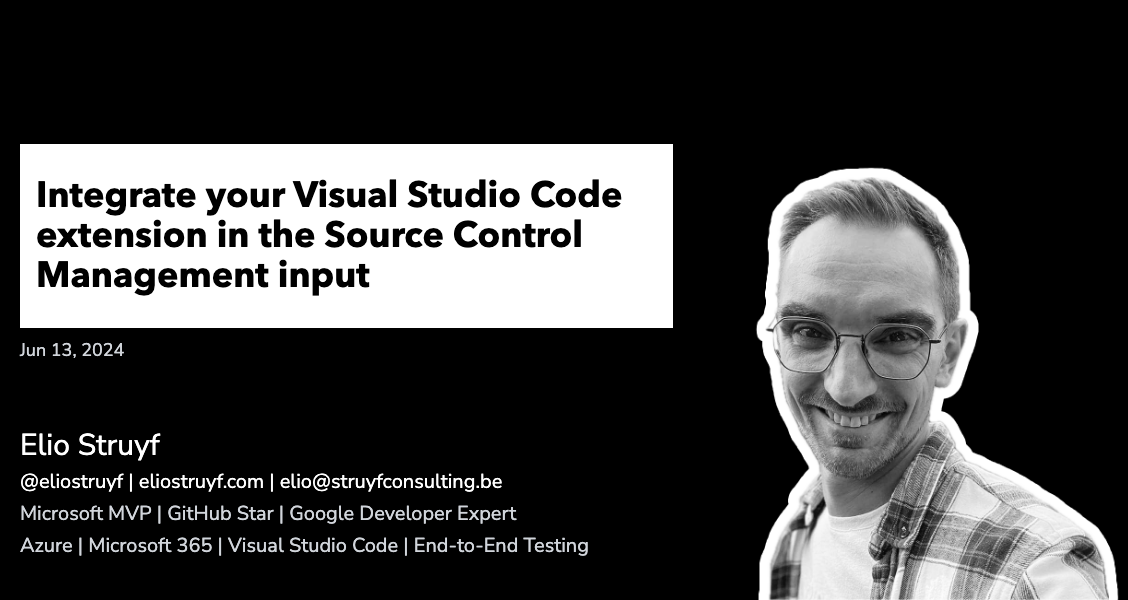 Integrate your Visual Studio Code
extension in the Source Control
Management input
Jun 13, 2024
Elio Struyf
@eliostruyf | eliostruyf.com | elio@struyfconsulting.be
Microsoft MVP | GitHub Star | Google Developer Expert
Azure | Microsoft 365 | Visual Studio Code | End-to-End Testing